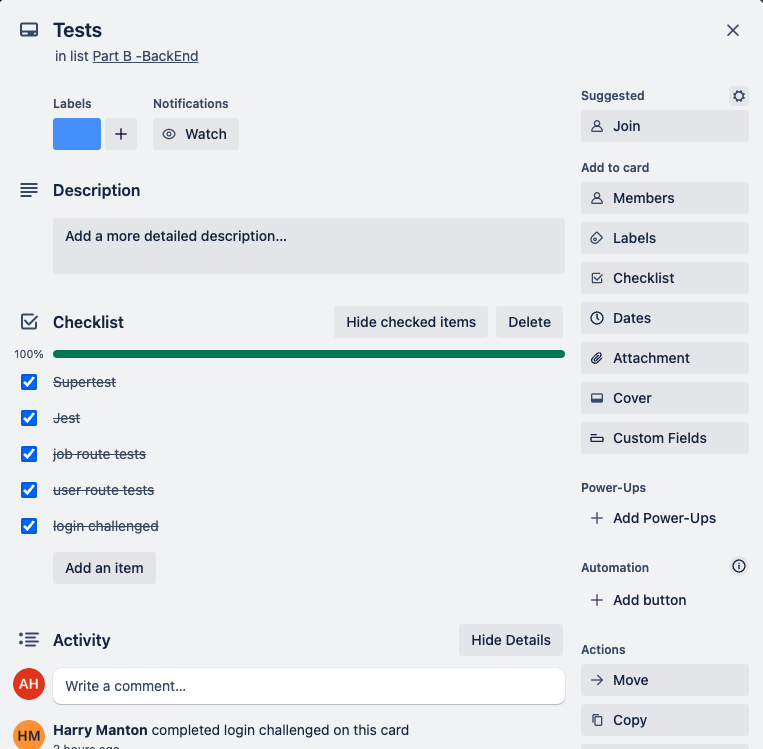 Tests
in list Part B -BackEnd
Labels
Notifications
+
Watch
Description
Add a more detailed description...
Checklist
Hide checked items
Delete
100%
Supertest
Jest
job route tests
user route tests
login challenged
Add an item
Activity
Hide Details
AH
Write a comment...
HM
Harry Manton completed login challenged on this card
2 hours ago
Suggested
Join
Add to card
Members
Labels
Checklist
Dates
Attachment
Cover
Custom Fields
Power-Ups
+ Add Power-Ups
Automation
+ Add button
Actions
Move
Copy